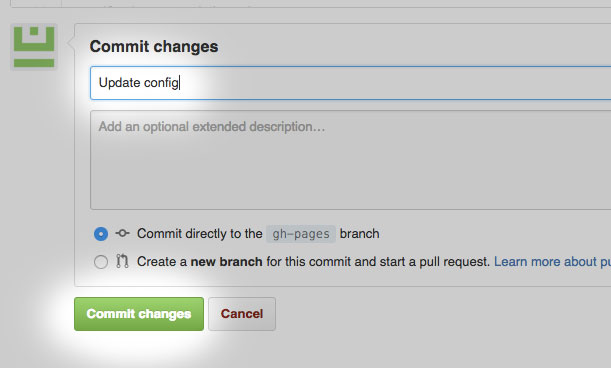 Commit changes
Update config
Add an optional extended description…
Commit directly to the gh-pages branch
Create a new branch for this commit and start a pull request. Learn more about
Commit changes
Cancel